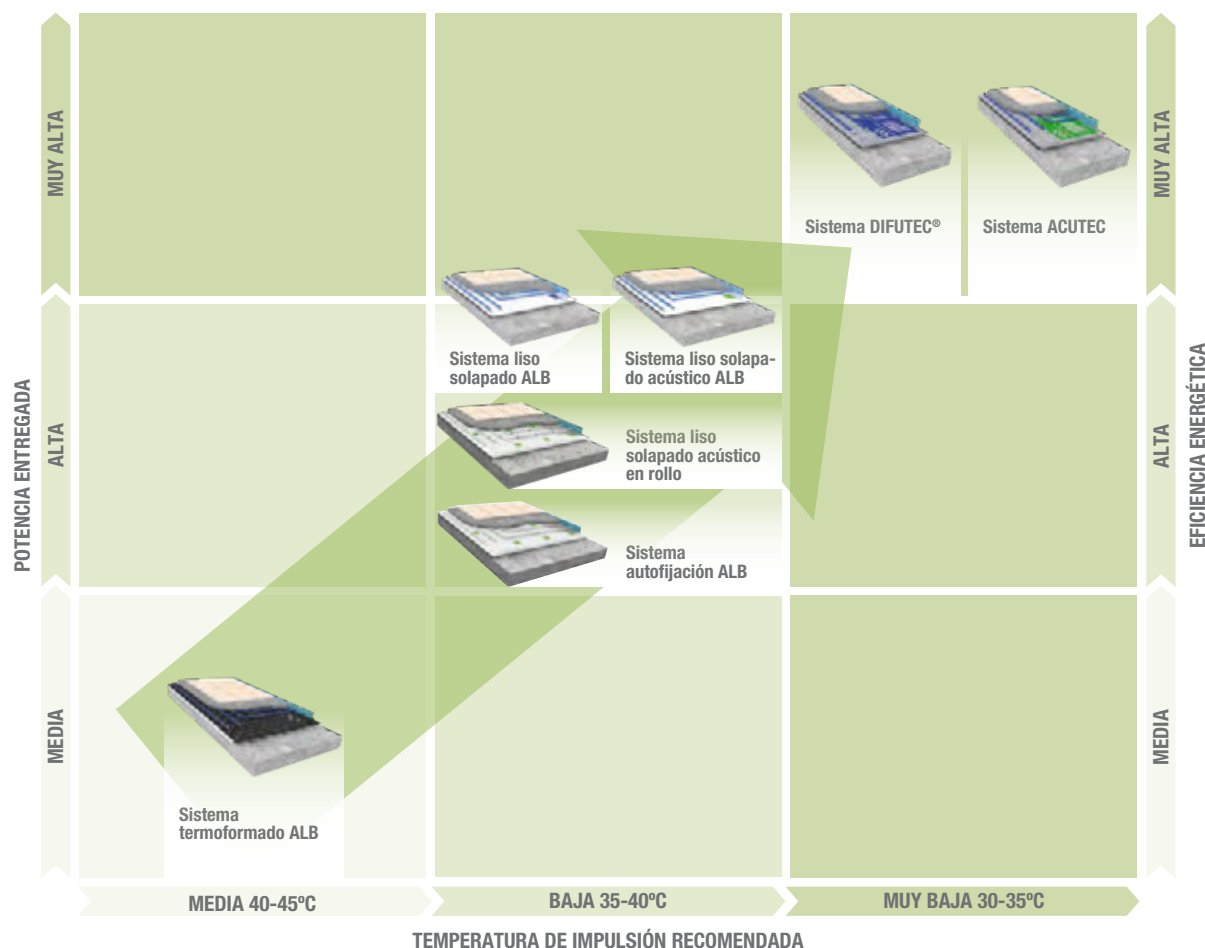 MUY ALTA
ALTA
MEDIA
POTENCIA ENTREGADA
Sistema DIFUTEC®
Sistema ACUTEC
Sistema liso
solapado ALB
Sistema liso solapa-
do acústico ALB
Sistema liso
solapado acústico
en rollo
Sistema
autofijación ALB
Sistema
termoformado ALB
MUY ALTA
ALTA
MEDIA
EFICIENCIA ENERGÉTICA
MEDIA 40-45ºC
BAJA 35-40ºC
MUY BAJA 30-35ºC
TEMPERATURA DE IMPULSIÓN RECOMENDADA